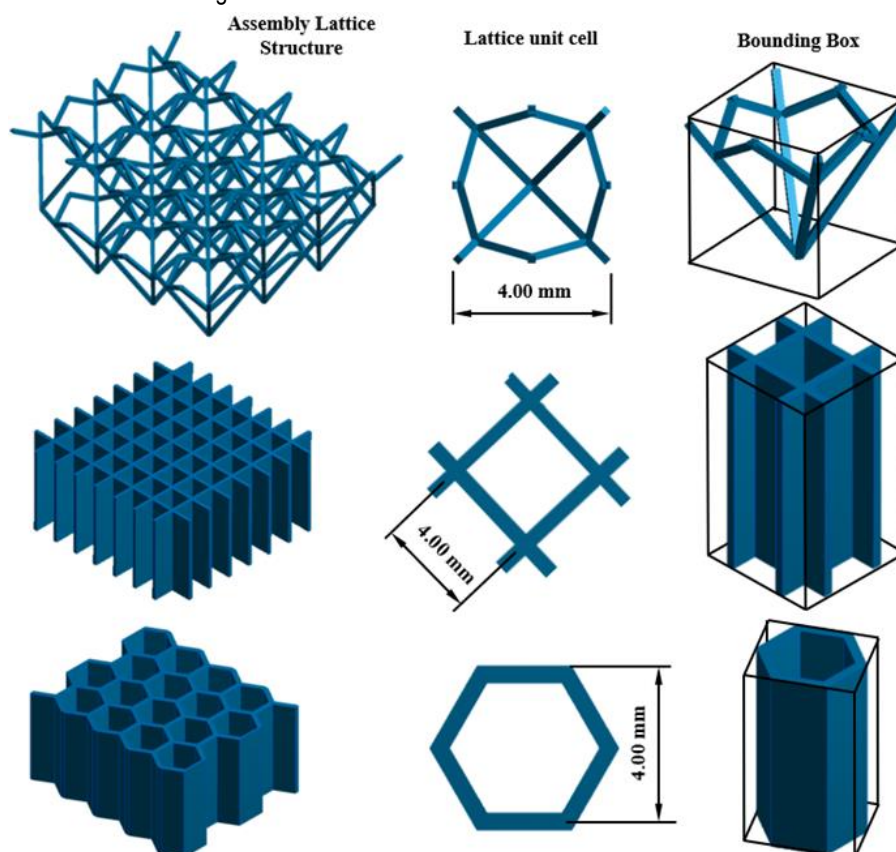 Assembly Lattice
Structure
Lattice unit cell
Bounding Box
4.00 mm
4.00 mm
4.00 mm